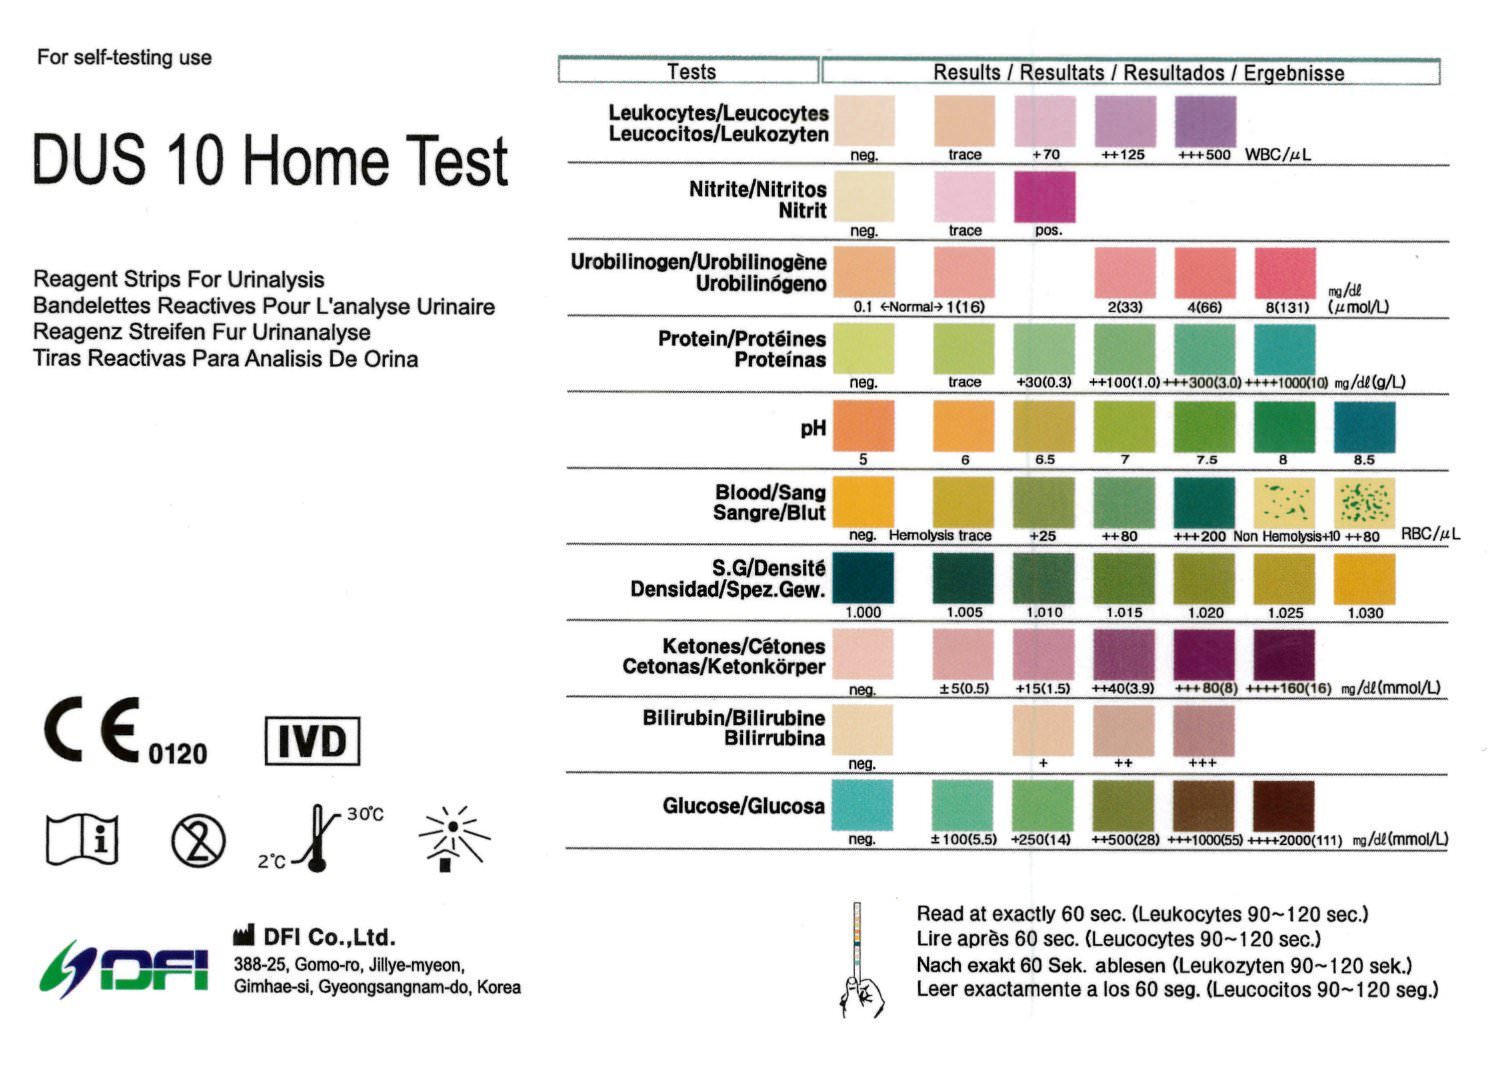 For self-testing use
DUS 10 Home Test
Reagent Strips For Urinalysis
Bandelettes Reactives Pour L'analyse Urinaire
Reagenz Streifen Fur Urinanalyse
Tiras Reactivas Para Analisis De Orina
CE 0120
IVD
i
2
30°C
2°C
DFI
DFI Co.,Ltd.
388-25, Gomo-ro, Jillye-myeon,
Gimhae-si, Gyeongsangnam-do, Korea
Tests Results / Resultats / Resultados / Ergebnisse
Leukocytes/Leucocytes
Leucocitos/Leukozyten
neg. trace +70 ++125 +++500 WBC/μL
Nitrite/Nitritos
Nitrit
neg. trace pos.
Urobilinogen/Urobilinogène
Urobilinógeno
0.1 ←Normal→ 1(16) 2(33) 4(66) 8(131) mg/dℓ
(μmol/L)
Protein/Protéines
Proteínas
neg. trace +30(0.3) ++100(1.0) +++300(3.0) ++++1000(10) mg/dℓ(g/L)
pH
5 6 6.5 7 7.5 8 8.5
Blood/Sang
Sangre/Blut
neg. Hemolysis trace +25 ++80 +++200 Non Hemolysis+10 ++80 RBC/μL
S.G/Densité
Densidad/Spez.Gew.
1.000 1.005 1.010 1.015 1.020 1.025 1.030
Ketones/Cétones
Cetonas/Ketonkörper
neg. ±5(0.5) +15(1.5) ++40(3.9) +++80(8) ++++160(16) mg/dℓ(mmol/L)
Bilirubin/Bilirubine
Bilirrubina
neg. + ++ +++
Glucose/Glucosa
neg. ±100(5.5) +250(14) ++500(28) +++1000(55) ++++2000(111) mg/dℓ(mmol/L)
Read at exactly 60 sec. (Leukocytes 90~120 sec.)
Lire après 60 sec. (Leucocytes 90~120 sec.)
Nach exakt 60 Sek. ablesen (Leukozyten 90~120 sek.)
Leer exactamente a los 60 seg. (Leucocitos 90~120 seg.)